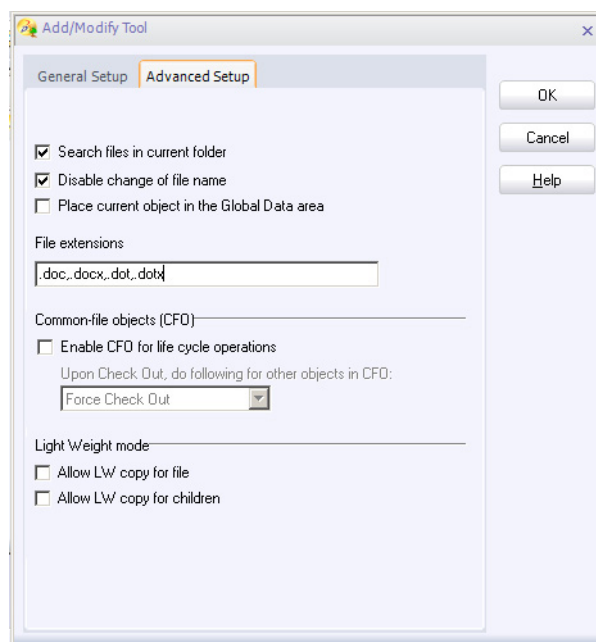 Add/Modify Tool
General Setup Advanced Setup
OK
Cancel
Help
Search files in current folder
Disable change of file name
Place current object in the Global Data area
File extensions
.doc,.docx,.dot,.dotx
Common-file objects (CFO)
Enable CFO for life cycle operations
Upon Check Out, do following for other objects in CFO:
Force Check Out
Light Weight mode
Allow LW copy for file
Allow LW copy for children